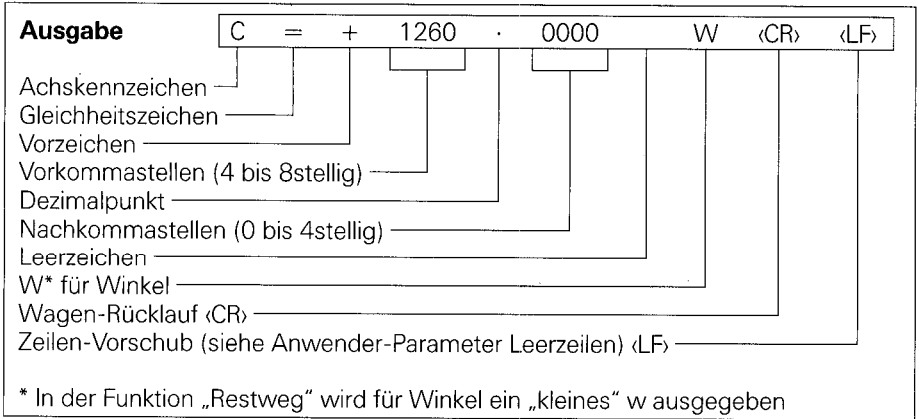 Ausgabe C = + 1260 · 0000 W ‹CR› ‹LF›
Achskennzeichen
Gleichheitszeichen
Vorzeichen
Vorkommastellen (4 bis 8stellig)
Dezimalpunkt
Nachkommastellen (0 bis 4stellig)
Leerzeichen
W* für Winkel
Wagen-Rücklauf ‹CR›
Zeilen-Vorschub (siehe Anwender-Parameter Leerzeilen) ‹LF›
* In der Funktion „Restweg" wird für Winkel ein „kleines" w ausgegeben